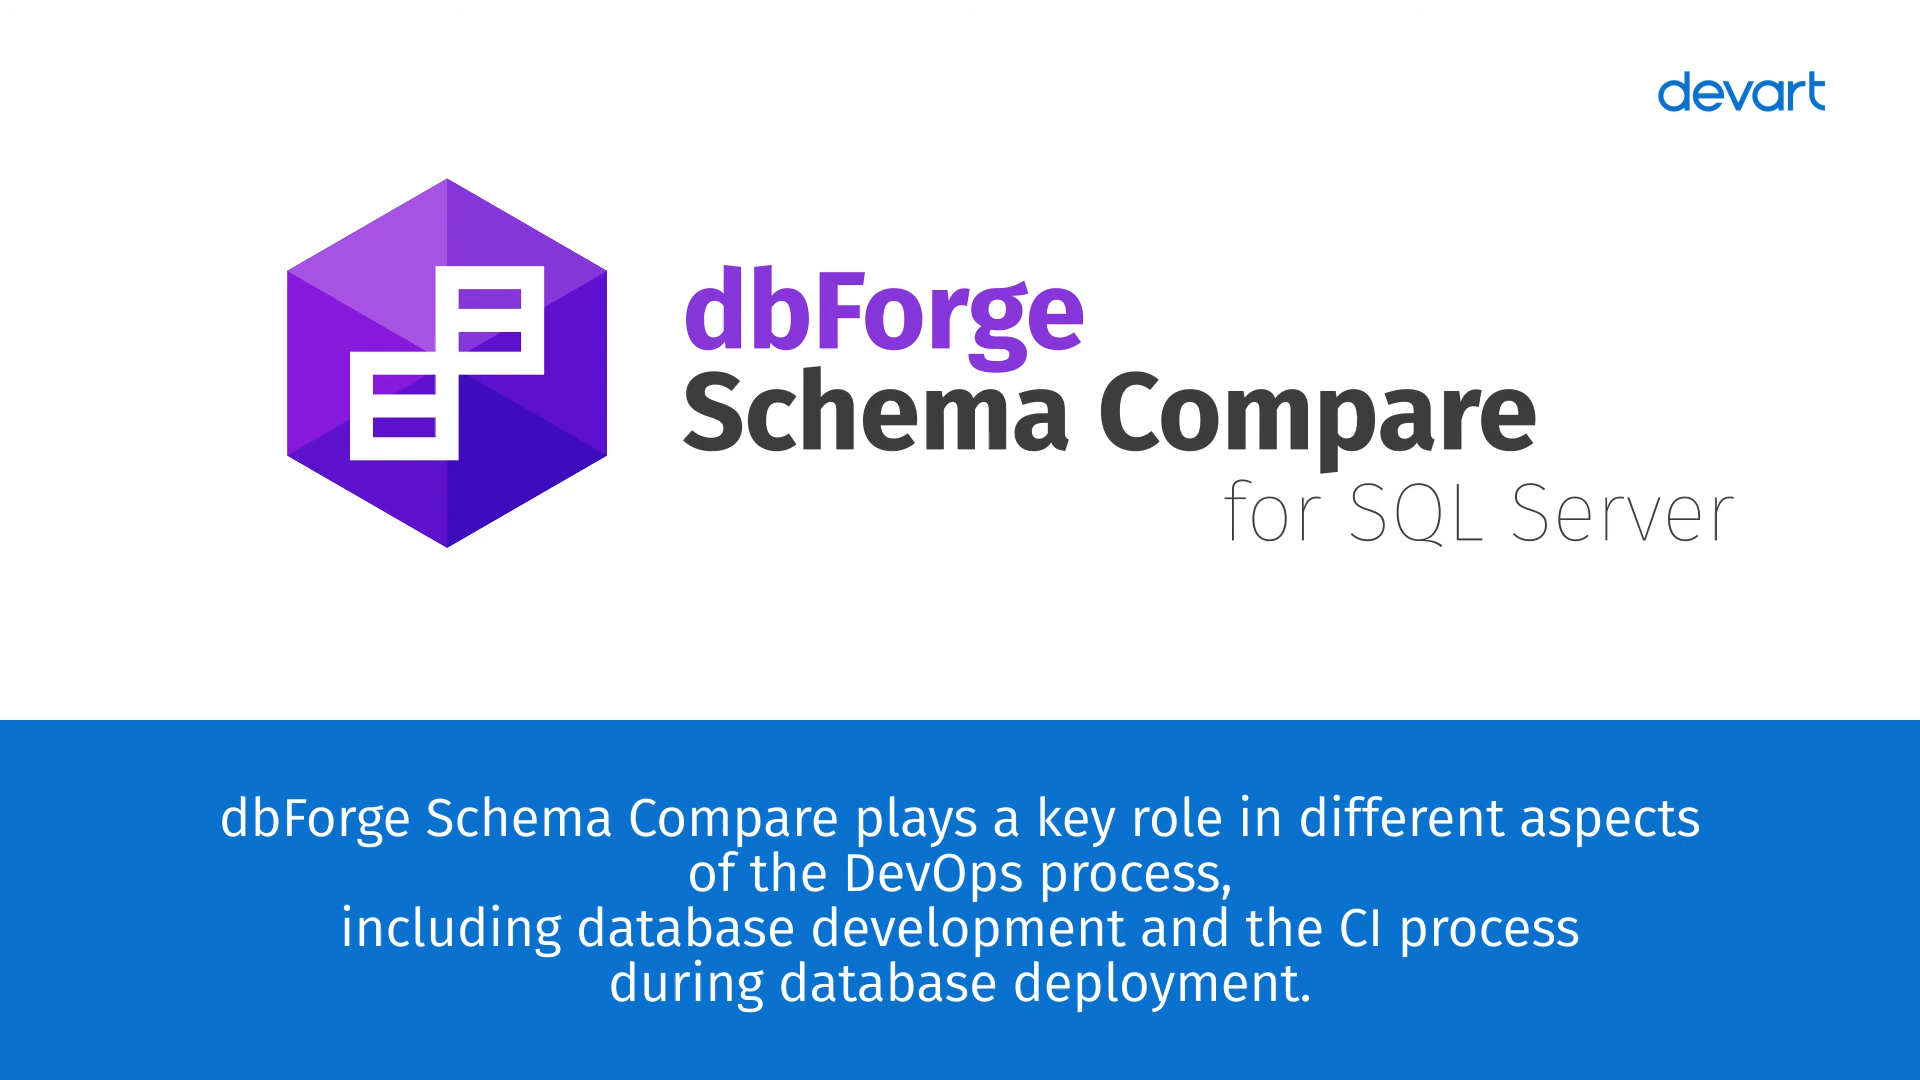 devart
dbForge
Schema Compare
for SQL Server
dbForge Schema Compare plays a key role in different aspects
of the DevOps process,
including database development and the CI process
during database deployment.